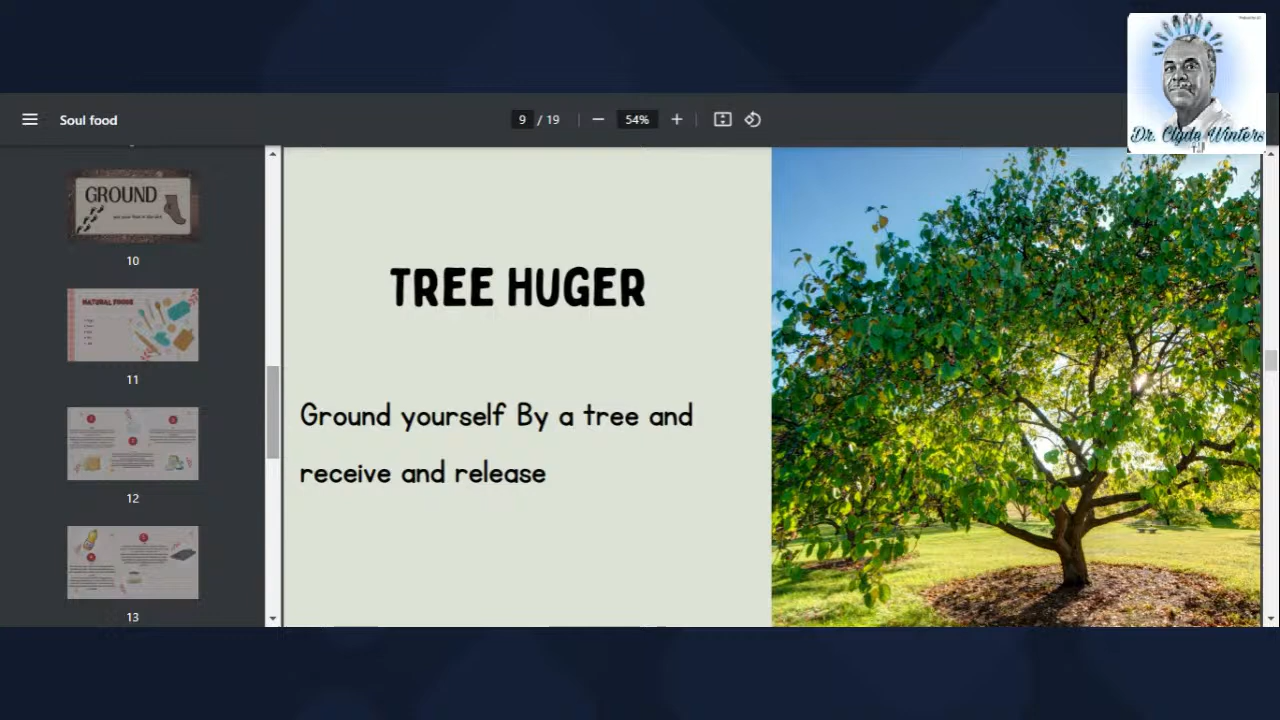 Soul food
9 / 19
54%
Dr. Clyde Winters
GROUND
10
NATURAL FOODS
11
12
13
TREE HUGER
Ground yourself By a tree and
receive and release